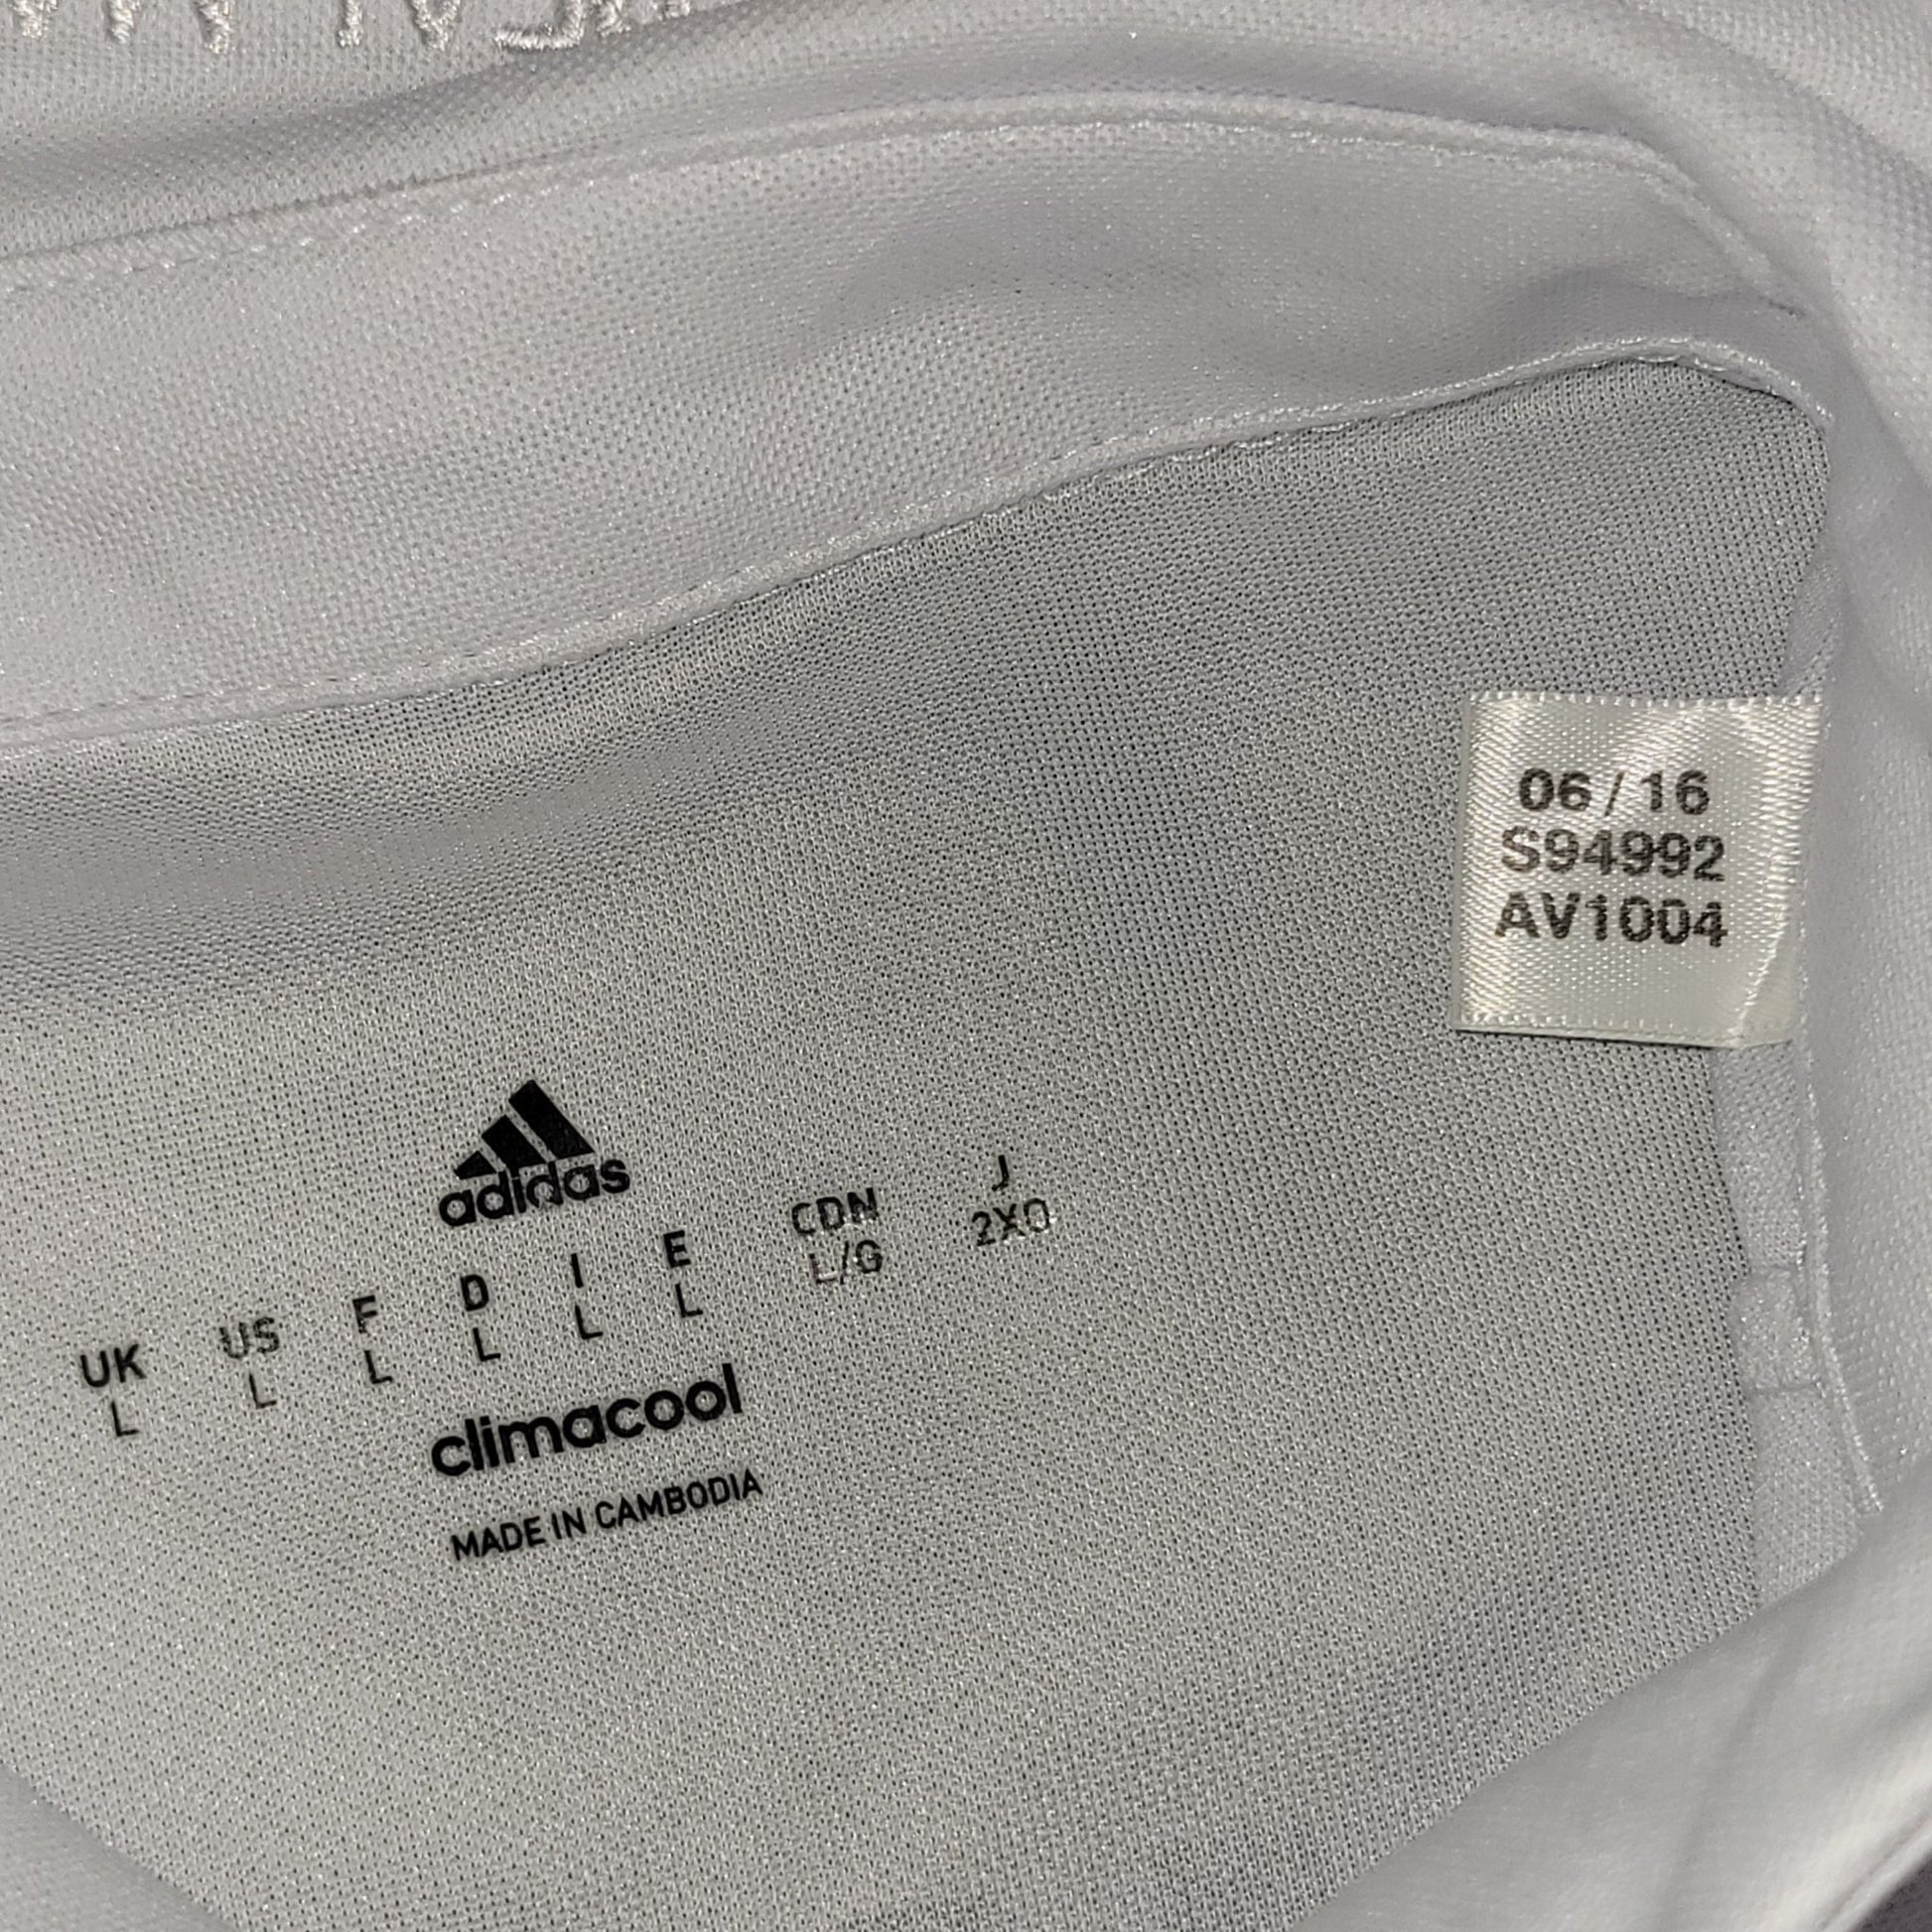 06/16
S94992
AV1004
adidas
UK US F D I E CDN J
L L L L L L L/G 2XO
climacool
MADE IN CAMBODIA